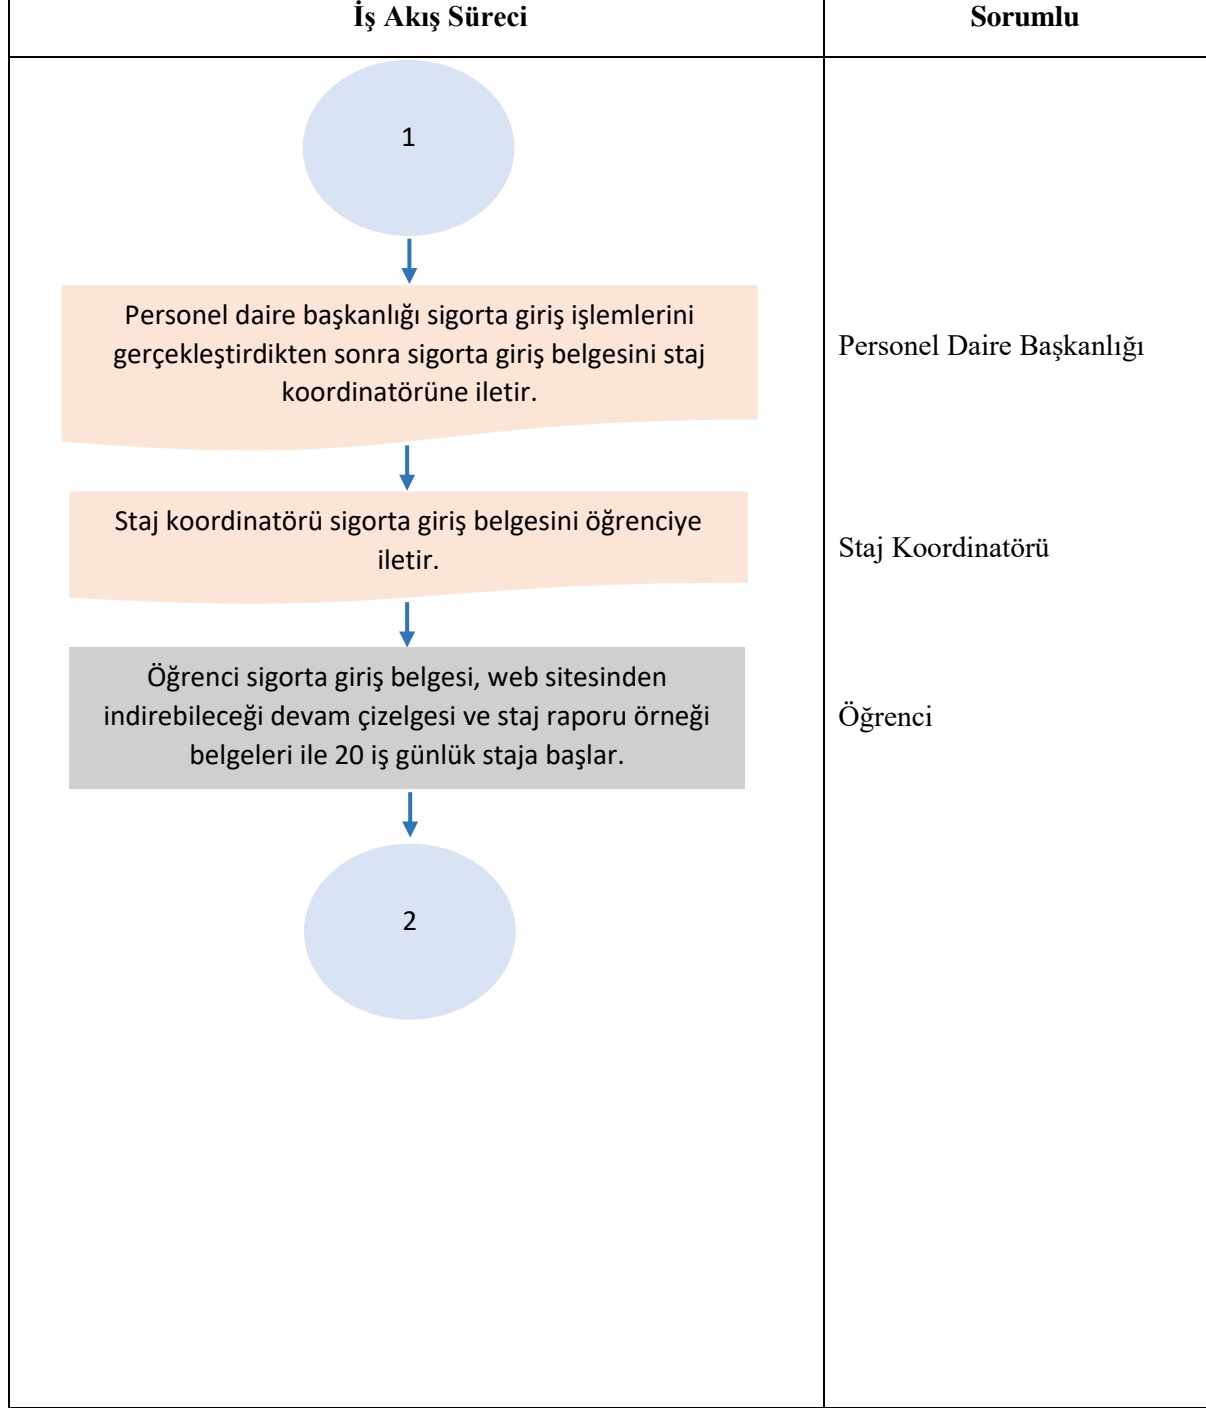 İş Akış Süreci
Sorumlu
1
Personel daire başkanlığı sigorta giriş işlemlerini
gerçekleştirdikten sonra sigorta giriş belgesini staj
koordinatörüne iletir.
Personel Daire Başkanlığı
Staj koordinatörü sigorta giriş belgesini öğrenciye
iletir.
Staj Koordinatörü
Öğrenci sigorta giriş belgesi, web sitesinden
indirebileceği devam çizelgesi ve staj raporu örneği
belgeleri ile 20 iş günlük staja başlar.
Öğrenci
2